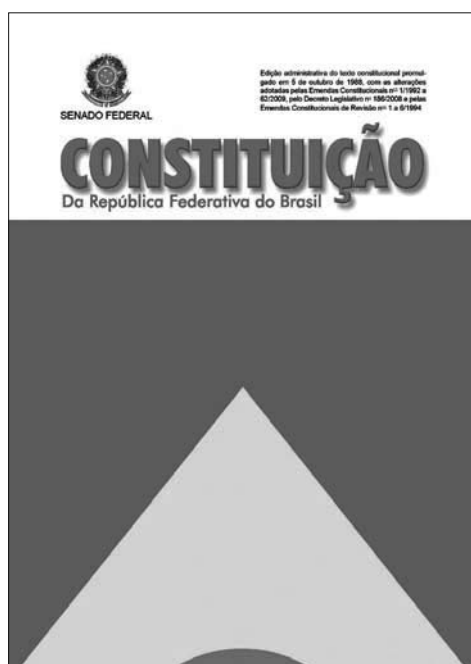 Edição administrativa do texto constitucional promul-
gado em 5 de outubro de 1988, com as alterações
adotadas pelas Emendas Constitucionais nºs 1/1992 a
62/2009, pelo Decreto Legislativo nº 186/2008 e pelas
Emendas Constitucionais de Revisão nºs 1 a 6/1994
SENADO FEDERAL
CONSTITUIÇÃO
Da República Federativa do Brasil